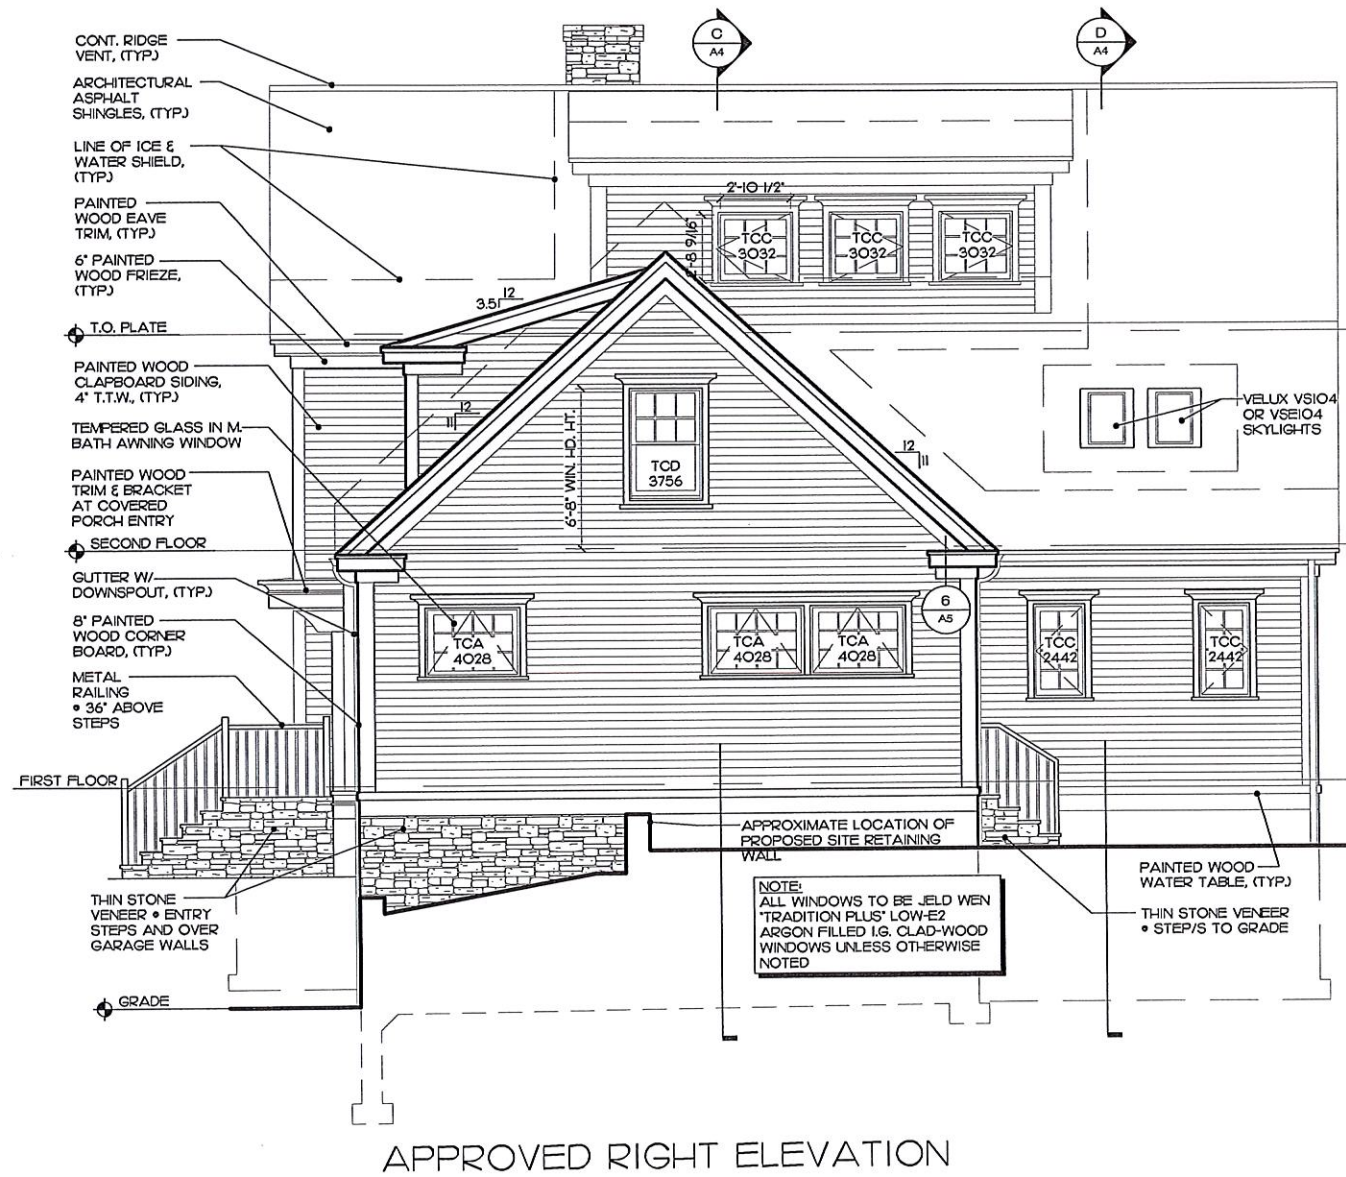 CONT. RIDGE
VENT, (TYP.)
ARCHITECTURAL
ASPHALT
SHINGLES, (TYP.)
LINE OF ICE &
WATER SHIELD,
(TYP.)
PAINTED
WOOD EAVE
TRIM, (TYP.)
6" PAINTED
WOOD FRIEZE,
(TYP.)
T.O. PLATE
PAINTED WOOD
CLAPBOARD SIDING,
4" T.T.W., (TYP.)
TEMPERED GLASS IN M.
BATH AWNING WINDOW
PAINTED WOOD
TRIM & BRACKET
AT COVERED
PORCH ENTRY
SECOND FLOOR
GUTTER W/
DOWNSPOUT, (TYP.)
8" PAINTED
WOOD CORNER
BOARD, (TYP.)
METAL
RAILING
@ 36" ABOVE
STEPS
FIRST FLOOR
THIN STONE
VENEER @ ENTRY
STEPS AND OVER
GARAGE WALLS
GRADE
C
A4
D
A4
2'-10 1/2"
2'-8 9/16"
TCC
3032
TCC
3032
TCC
3032
12
3.5
12
11
12
11
6'-8" WIN. HD. HT.
TCD
3756
VELUX VS104
OR VSE104
SKYLIGHTS
TCA
4028
TCA
4028
TCA
4028
6
A5
TCC
2442
TCC
2442
APPROXIMATE LOCATION OF
PROPOSED SITE RETAINING
WALL
NOTE:
ALL WINDOWS TO BE JELD WEN
"TRADITION PLUS" LOW-E2
ARGON FILLED I.G. CLAD-WOOD
WINDOWS UNLESS OTHERWISE
NOTED
PAINTED WOOD
WATER TABLE, (TYP.)
THIN STONE VENEER
@ STEP/S TO GRADE
APPROVED RIGHT ELEVATION